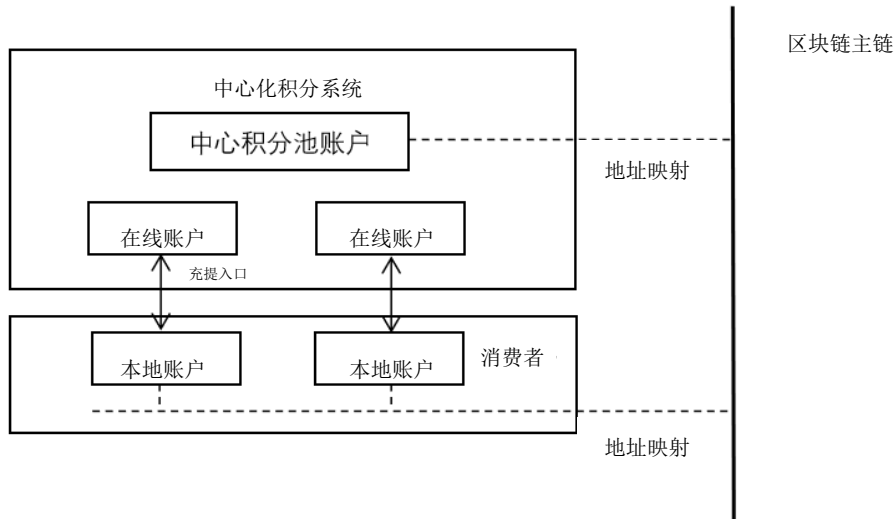 区块链主链
中心化积分系统
中心积分池账户
地址映射
在线账户
在线账户
充提入口
本地账户
本地账户
消费者
地址映射